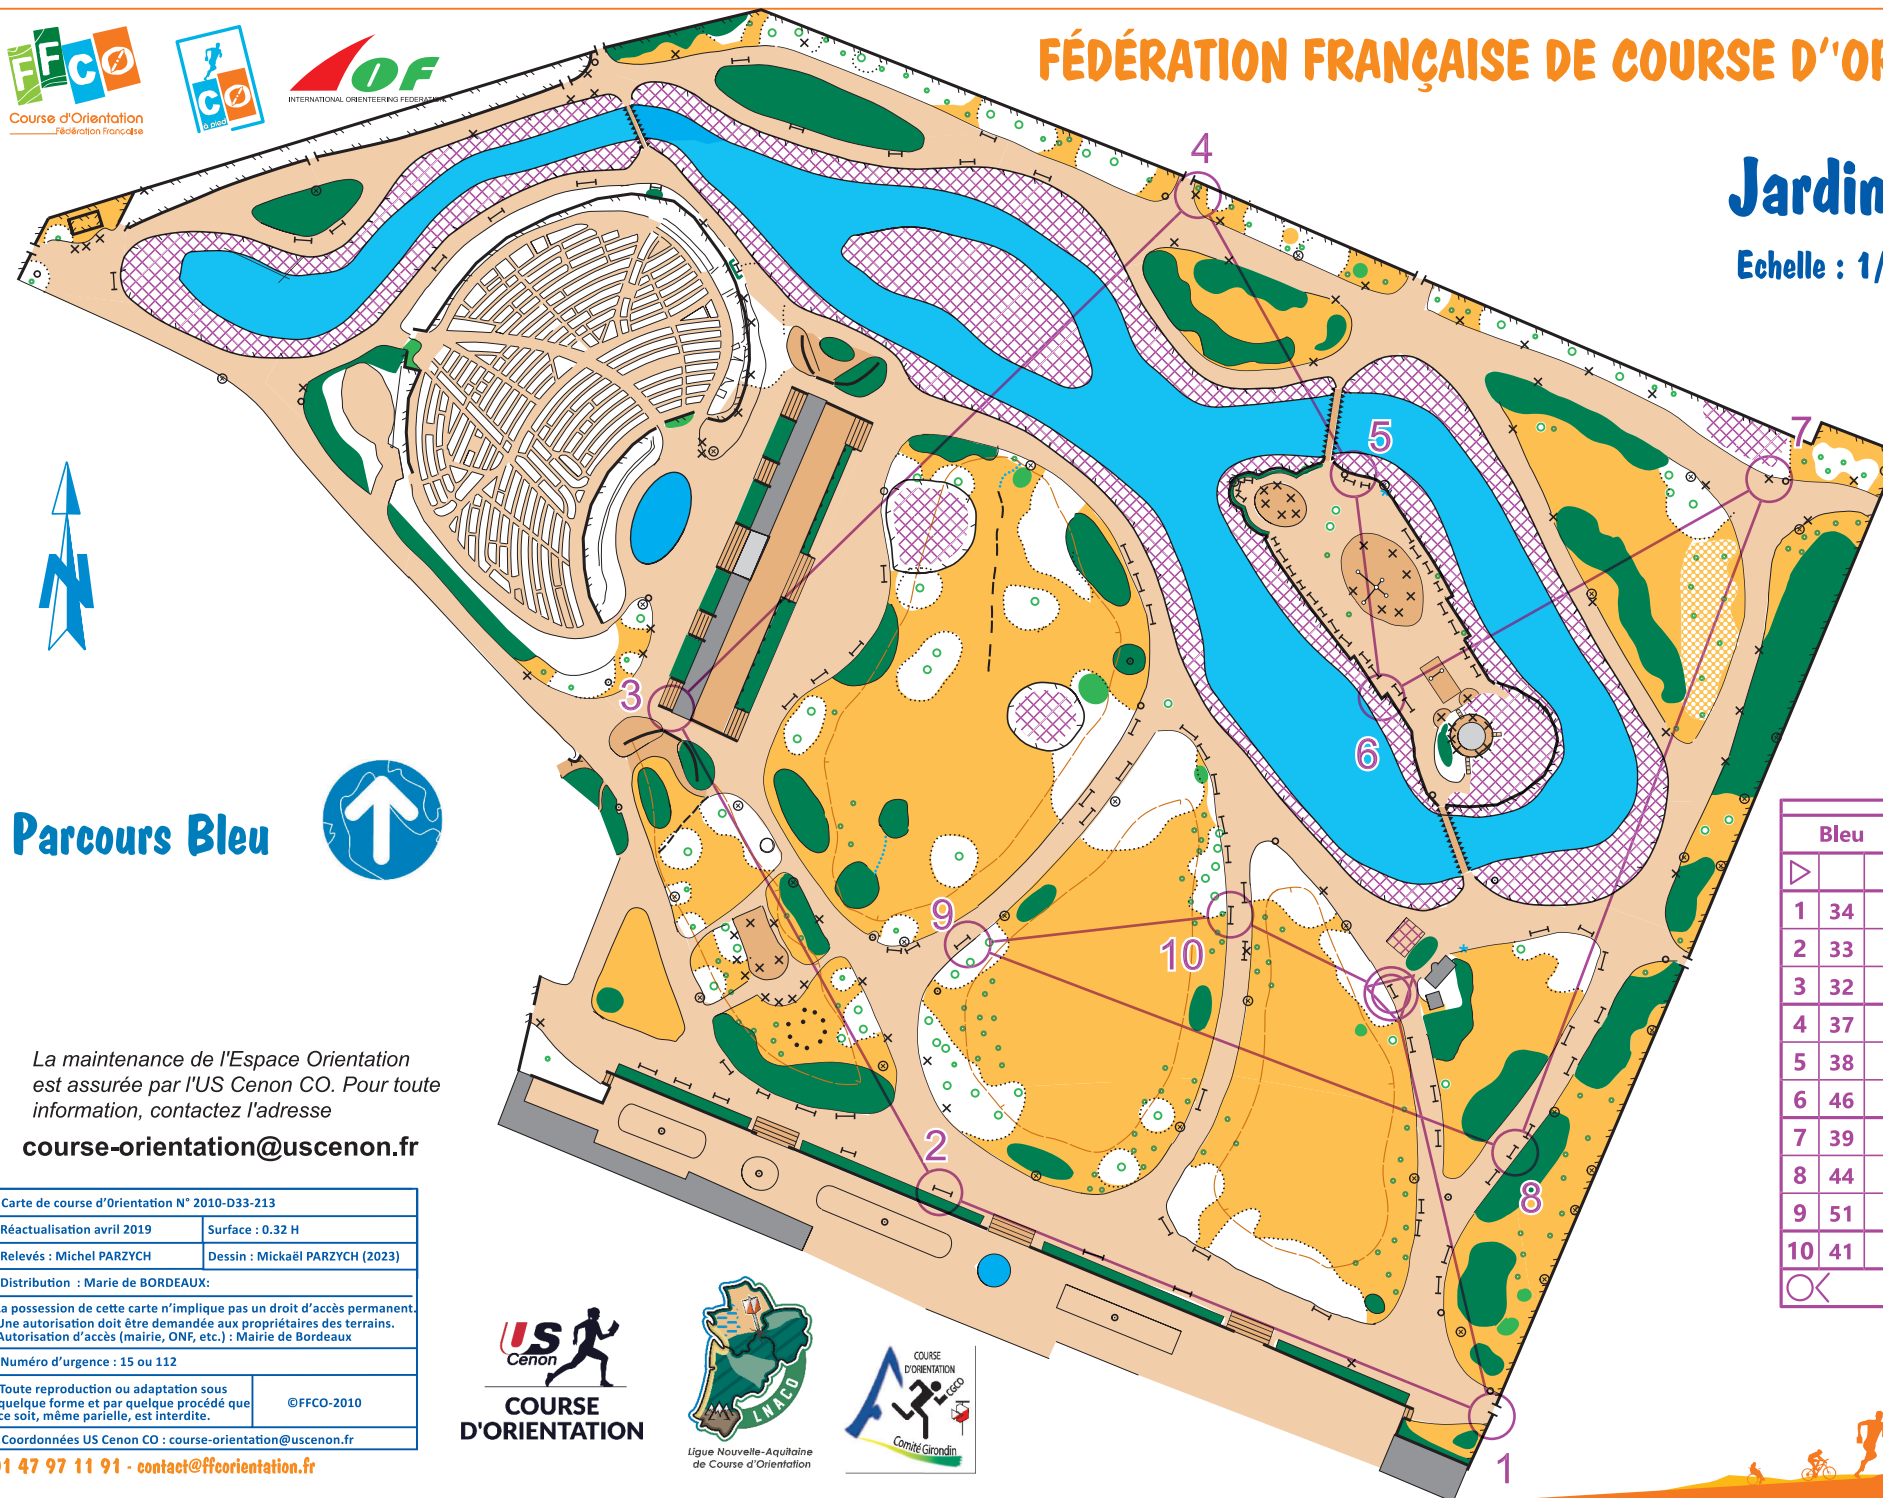 FFCO
Course d'Orientation
Fédération Française
CO
à pied
IOF
INTERNATIONAL ORIENTEERING FEDERATION
FÉDÉRATION FRANÇAISE DE COURSE D''OR
Jardin
Echelle : 1/
4
5
7
3
6
N
Parcours Bleu
9
10
2
8
1
Bleu
1 34
2 33
3 32
4 37
5 38
6 46
7 39
8 44
9 51
10 41
La maintenance de l'Espace Orientation
est assurée par l'US Cenon CO. Pour toute
information, contactez l'adresse
course-orientation@uscenon.fr
Carte de course d'0rientation N° 2010-D33-213
Réactualisation avril 2019 Surface : 0.32 H
Relevés : Michel PARZYCH Dessin : Mickaël PARZYCH (2023)
Distribution : Marie de BORDEAUX:
a possession de cette carte n'implique pas un droit d'accès permanent.
Une autorisation doit être demandée aux propriétaires des terrains.
Autorisation d'accès (mairie, ONF, etc.) : Mairie de Bordeaux
Numéro d'urgence : 15 ou 112
Toute reproduction ou adaptation sous
quelque forme et par quelque procédé que
ce soit, même parielle, est interdite.
©FFCO-2010
Coordonnées US Cenon CO : course-orientation@uscenon.fr
01 47 97 11 91 - contact@ffcorientation.fr
US
Cenon
COURSE
D'ORIENTATION
LNACO
Ligue Nouvelle-Aquitaine
de Course d'Orientation
COURSE
D'ORIENTATION
CGCO
Comité Girondin